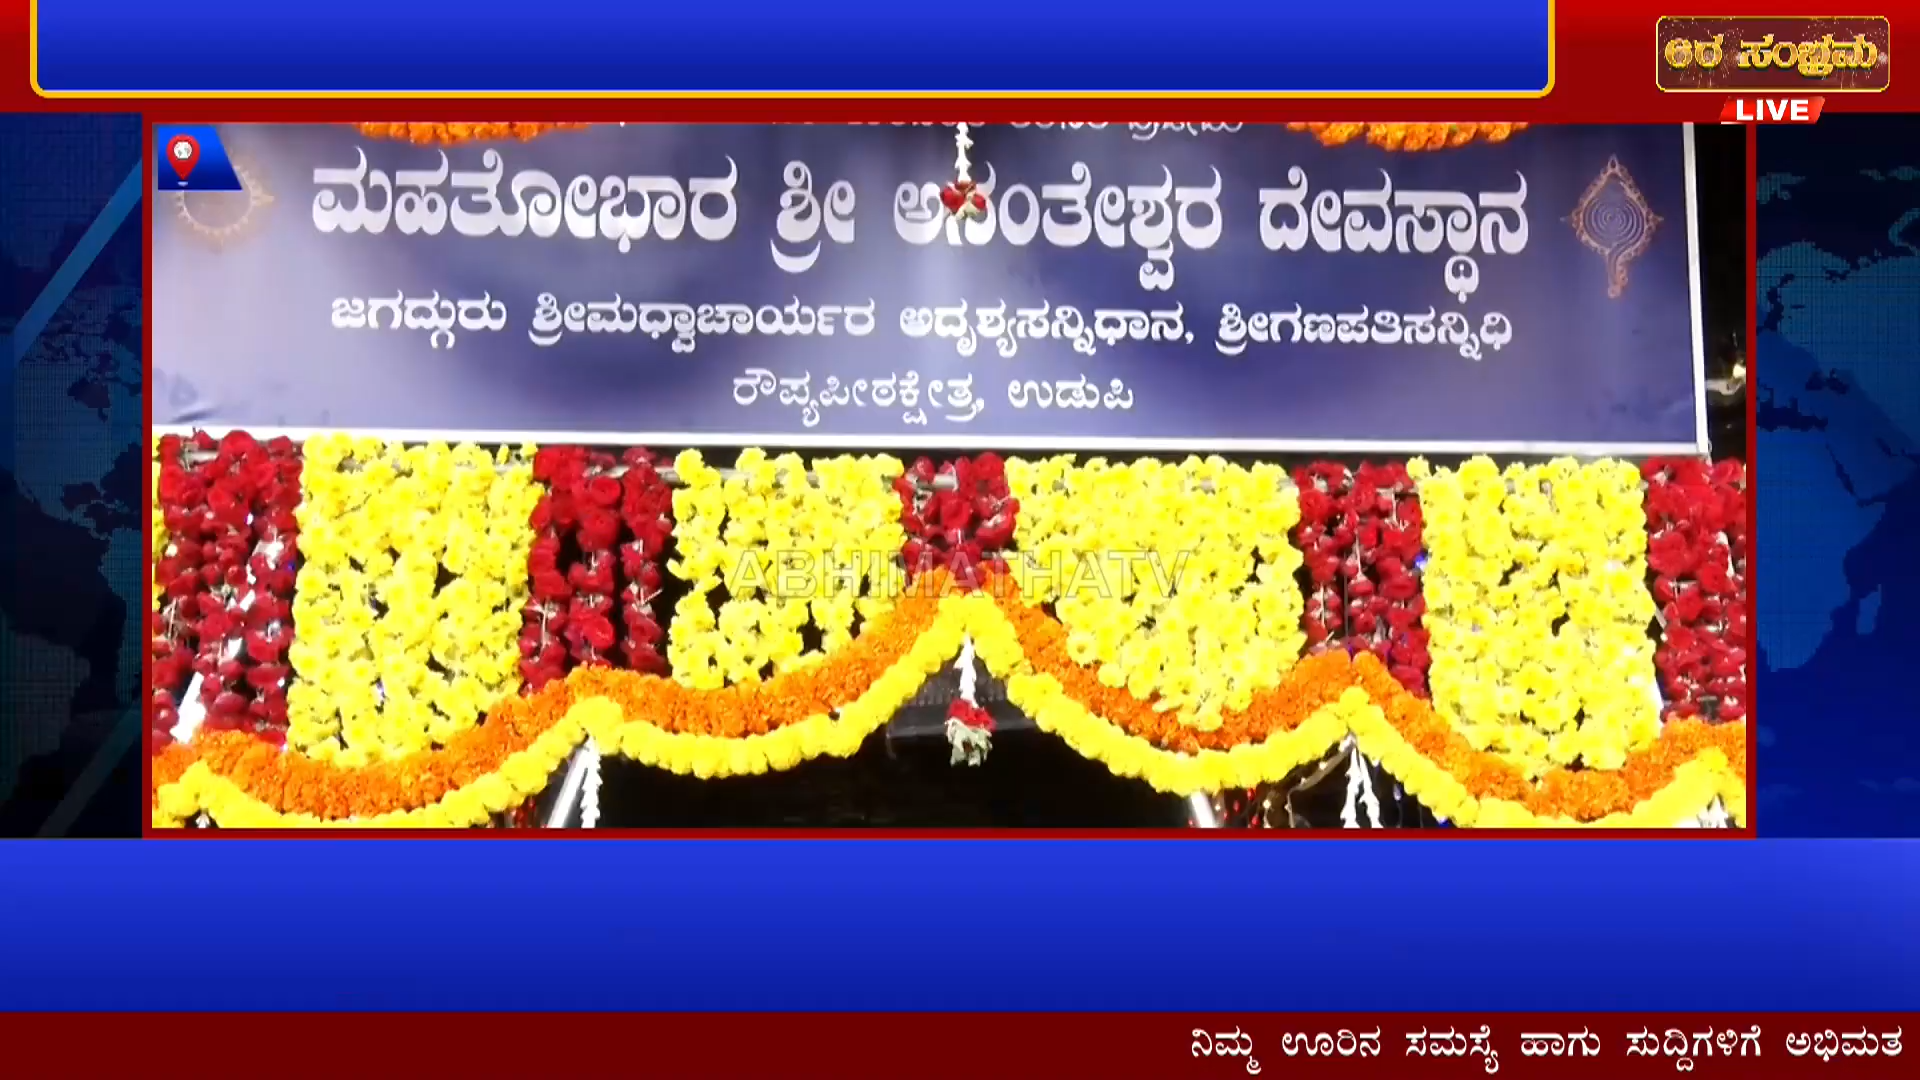 ೮ರ ಸಂಭ್ರಮ
LIVE
ಮಹತೋಭಾರ ಶ್ರೀ ಅನಂತೇಶ್ವರ ದೇವಸ್ಥಾನ
ಜಗದ್ಗುರು ಶ್ರೀಮಧ್ವಾಚಾರ್ಯರ ಅದೃಶ್ಯಸನ್ನಿಧಾನ, ಶ್ರೀಗಣಪತಿಸನ್ನಿಧಿ
ರೌಪ್ಯಪೀಠಕ್ಷೇತ್ರ, ಉಡುಪಿ
ABHIMATHATV
ನಿಮ್ಮ ಊರಿನ ಸಮಸ್ಯೆ ಹಾಗು ಸುದ್ದಿಗಳಿಗೆ ಅಭಿಮತ